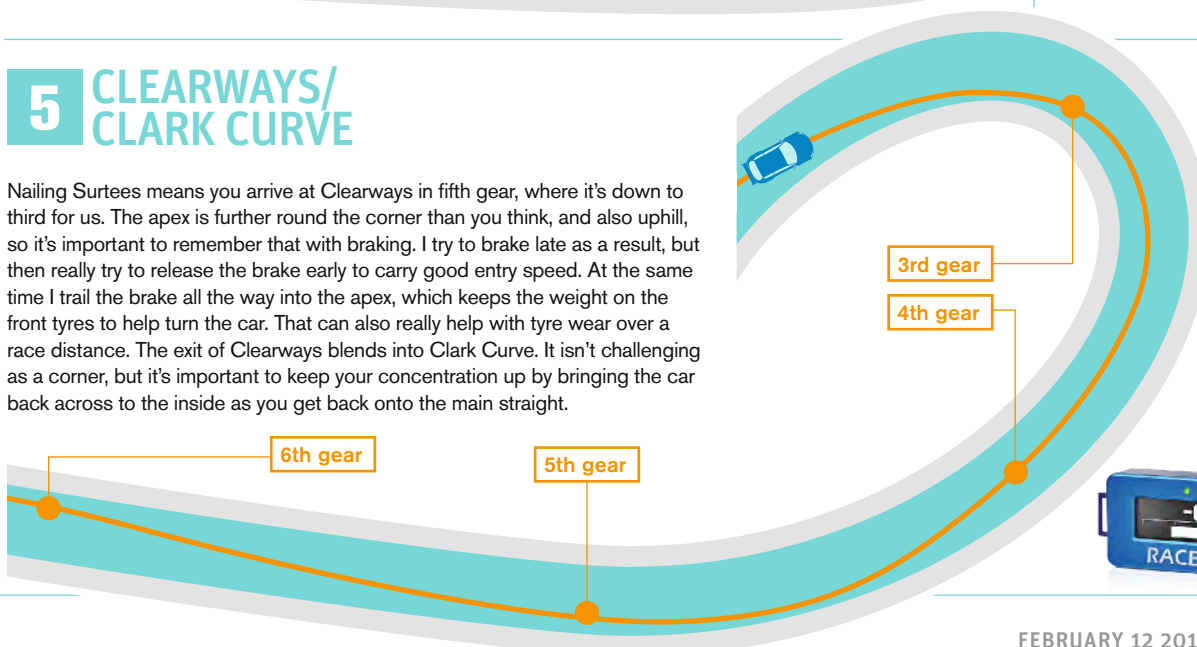 5 CLEARWAYS/
CLARK CURVE
Nailing Surtees means you arrive at Clearways in fifth gear, where it’s down to
third for us. The apex is further round the corner than you think, and also uphill,
so it’s important to remember that with braking. I try to brake late as a result, but
then really try to release the brake early to carry good entry speed. At the same
time I trail the brake all the way into the apex, which keeps the weight on the
front tyres to help turn the car. That can also really help with tyre wear over a
race distance. The exit of Clearways blends into Clark Curve. It isn’t challenging
as a corner, but it’s important to keep your concentration up by bringing the car
back across to the inside as you get back onto the main straight.
3rd gear
4th gear
6th gear
5th gear
RACE
FEBRUARY 12 201